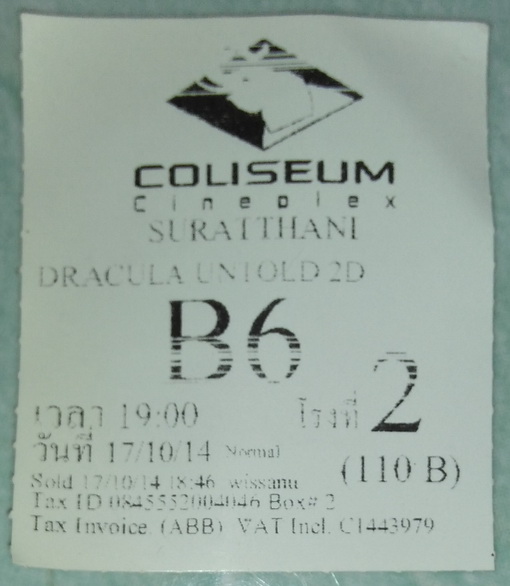 COLISEUM
Cineplex
SURATTHANI
DRACULA UNTOLD 2D
B6
เวลา 19:00 โรงที่ 2
วันที่ 17/10/14 Normal (110 B)
Sold 17/10/14 18:46 wissanu
Tax ID 0845552004046 Box# 2
Tax Invoice (ABB) VAT Incl. C1443979